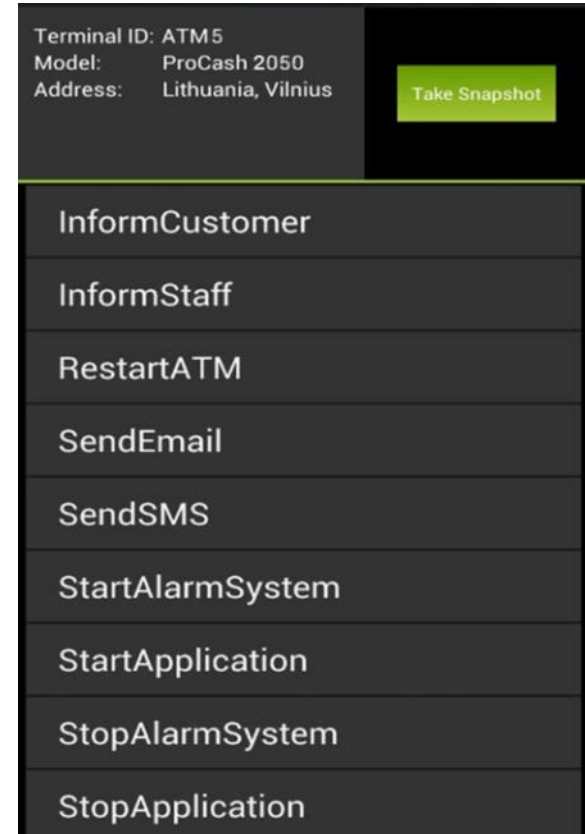 Terminal ID: ATM5
Model: ProCash 2050
Address: Lithuania, Vilnius
Take Snapshot
InformCustomer
InformStaff
RestartATM
SendEmail
SendSMS
StartAlarmSystem
StartApplication
StopAlarmSystem
StopApplication